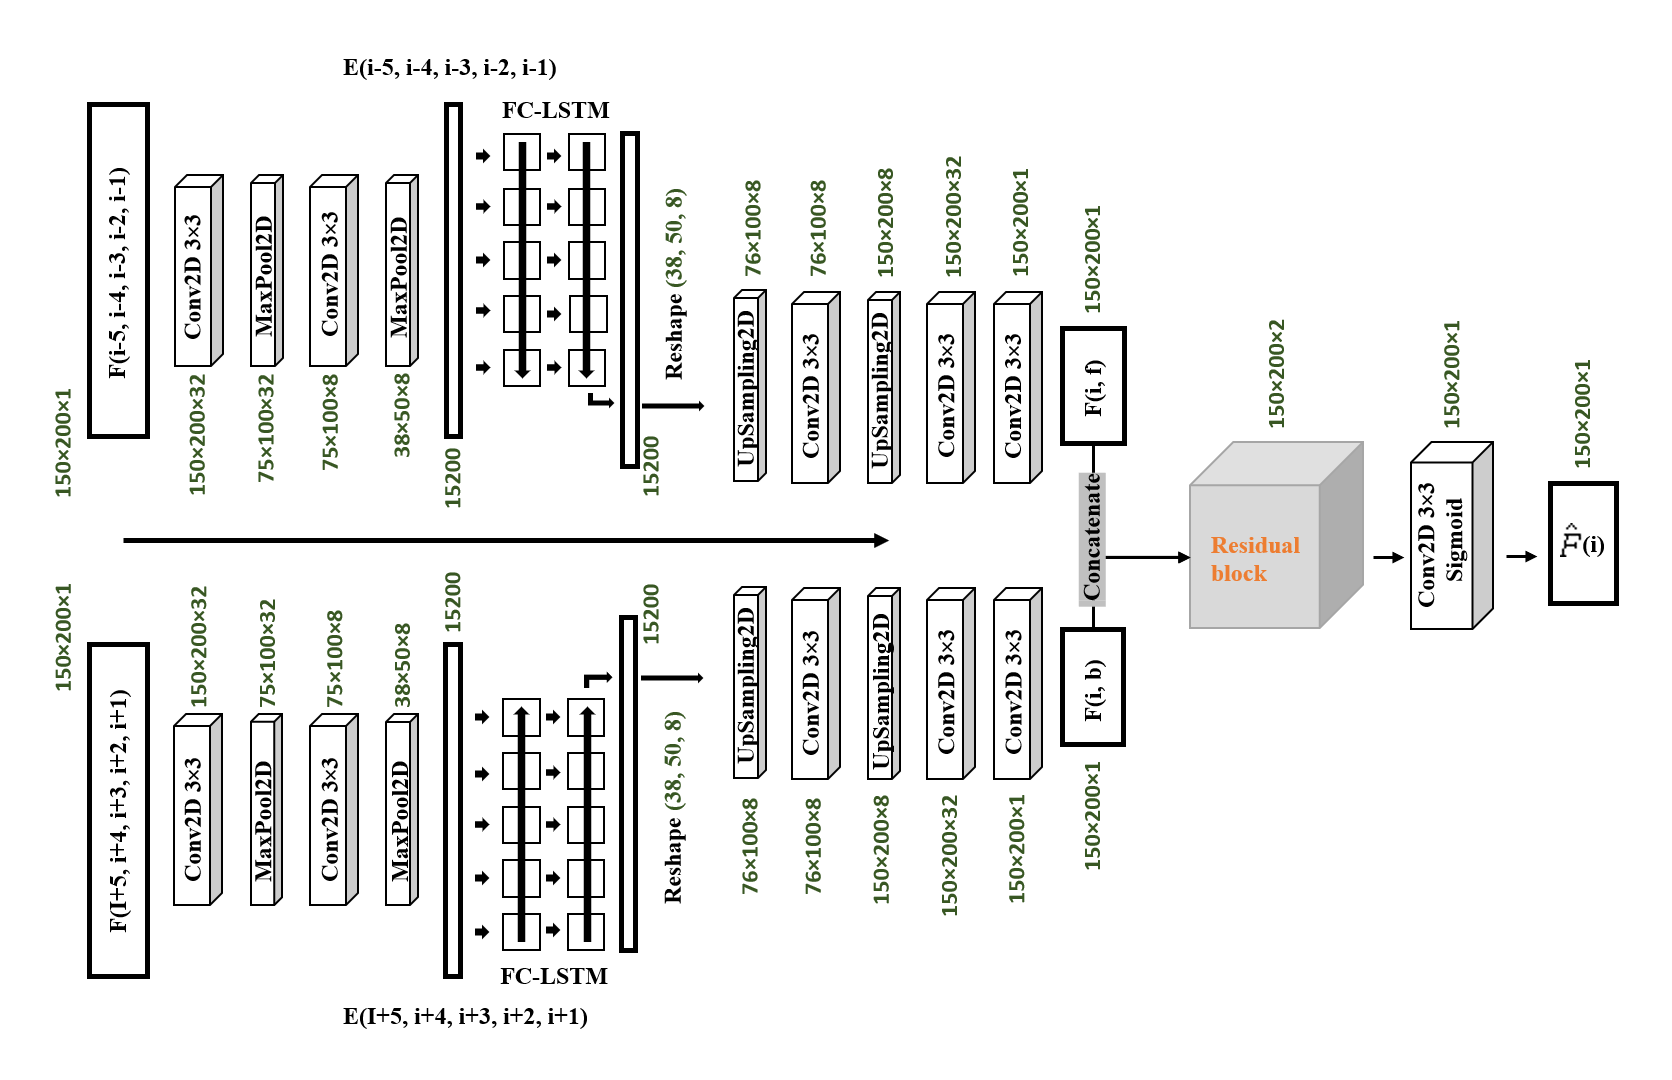 E(i-5, i-4, i-3, i-2, i-1)
FC-LSTM
150×200×1
F(i-5, i-4, i-3, i-2, i-1)
Conv2D 3×3
150×200×32
MaxPool2D
75×100×32
Conv2D 3×3
75×100×8
MaxPool2D
38×50×8
15200
15200
Reshape (38, 50, 8)
76×100×8
UpSampling2D
76×100×8
Conv2D 3×3
150×200×8
UpSampling2D
150×200×32
Conv2D 3×3
150×200×1
Conv2D 3×3
150×200×1
F(i, f)
Concatenate
150×200×2
Residual
block
150×200×1
Conv2D 3×3
Sigmoid
150×200×1
F̂(i)
150×200×1
F(I+5, i+4, i+3, i+2, i+1)
150×200×32
Conv2D 3×3
75×100×32
MaxPool2D
75×100×8
Conv2D 3×3
38×50×8
MaxPool2D
15200
15200
Reshape (38, 50, 8)
UpSampling2D
76×100×8
Conv2D 3×3
76×100×8
UpSampling2D
150×200×8
Conv2D 3×3
150×200×32
Conv2D 3×3
150×200×1
F(i, b)
150×200×1
FC-LSTM
E(I+5, i+4, i+3, i+2, i+1)